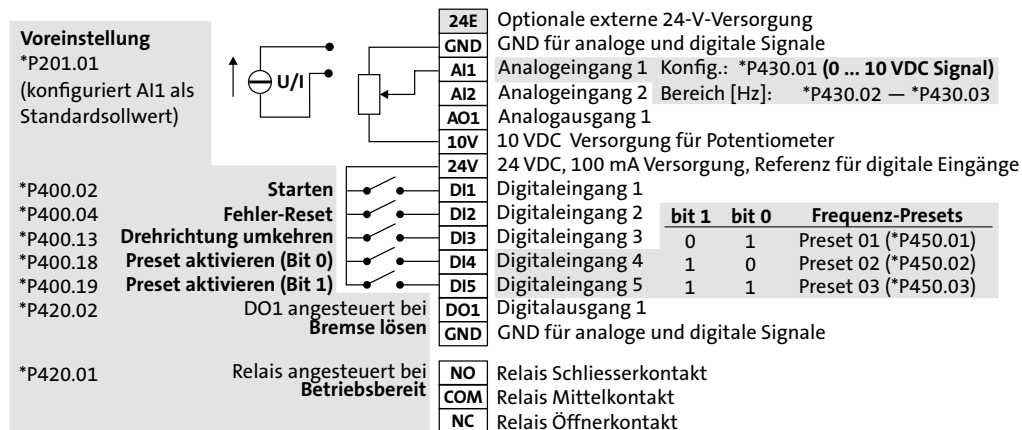 24E Optionale externe 24-V-Versorgung
Voreinstellung
*P201.01
(konfiguriert AI1 als
Standardsollwert)
U/I
GND GND für analoge und digitale Signale
AI1 Analogeingang 1 Konfig.: *P430.01 (0 ... 10 VDC Signal)
AI2 Analogeingang 2 Bereich [Hz]: *P430.02 — *P430.03
AO1 Analogausgang 1
10V 10 VDC Versorgung für Potentiometer
24V 24 VDC, 100 mA Versorgung, Referenz für digitale Eingänge
*P400.02 Starten DI1 Digitaleingang 1
*P400.04 Fehler-Reset DI2 Digitaleingang 2
*P400.13 Drehrichtung umkehren DI3 Digitaleingang 3
*P400.18 Preset aktivieren (Bit 0) DI4 Digitaleingang 4
*P400.19 Preset aktivieren (Bit 1) DI5 Digitaleingang 5
bit 1 bit 0 Frequenz-Presets
0 1 Preset 01 (*P450.01)
1 0 Preset 02 (*P450.02)
1 1 Preset 03 (*P450.03)
*P420.02 DO1 angesteuert bei
Bremse lösen
DO1 Digitalausgang 1
GND GND für analoge und digitale Signale
*P420.01 Relais angesteuert bei
Betriebsbereit
NO Relais Schliesserkontakt
COM Relais Mittelkontakt
NC Relais Öffnerkontakt